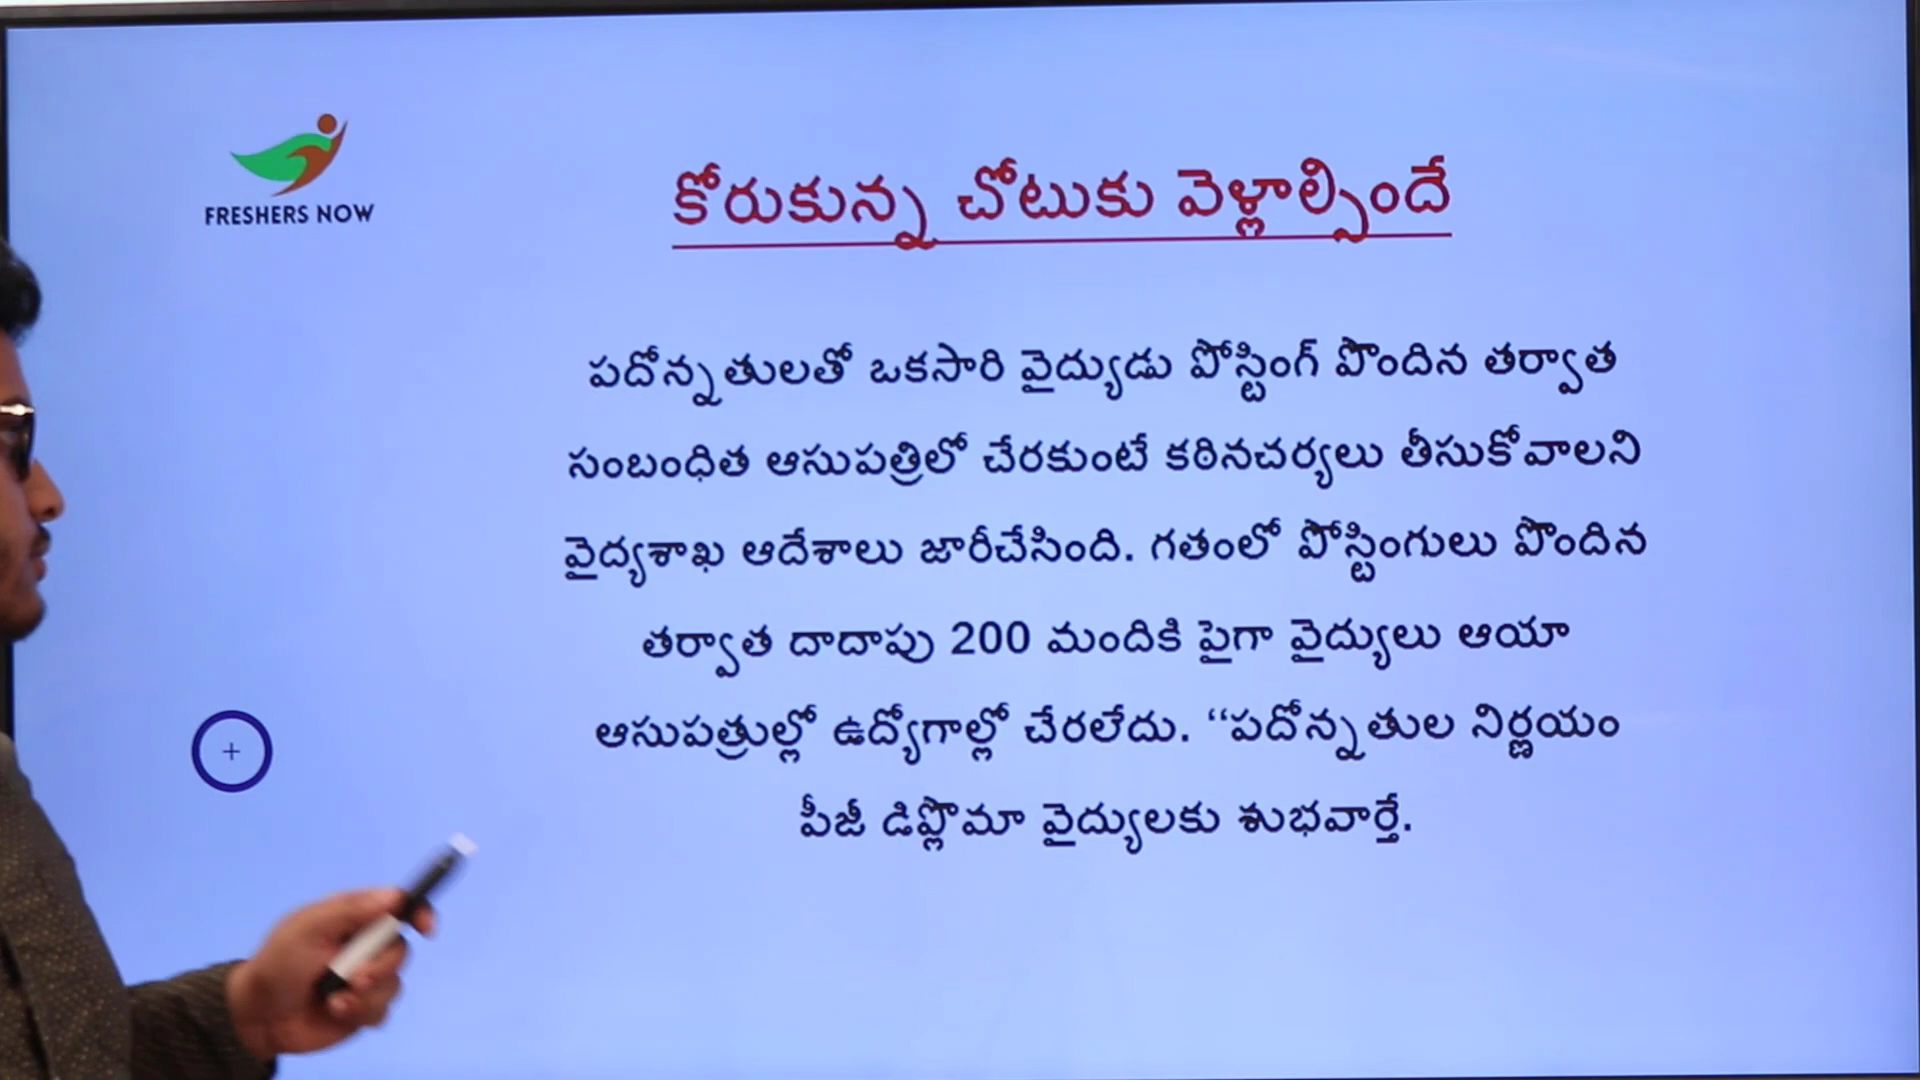 FRESHERS NOW
కోరుకున్న చోటుకు వెళ్లాల్సిందే
పదోన్నతులతో ఒకసారి వైద్యుడు పోస్టింగ్ పొందిన తర్వాత
సంబంధిత ఆసుపత్రిలో చేరకుంటే కఠినచర్యలు తీసుకోవాలని
వైద్యశాఖ ఆదేశాలు జారీచేసింది. గతంలో పోస్టింగులు పొందిన
తర్వాత దాదాపు 200 మందికి పైగా వైద్యులు ఆయా
ఆసుపత్రుల్లో ఉద్యోగాల్లో చేరలేదు. “పదోన్నతుల నిర్ణయం
పీజీ డిప్లొమా వైద్యులకు శుభవార్తే.